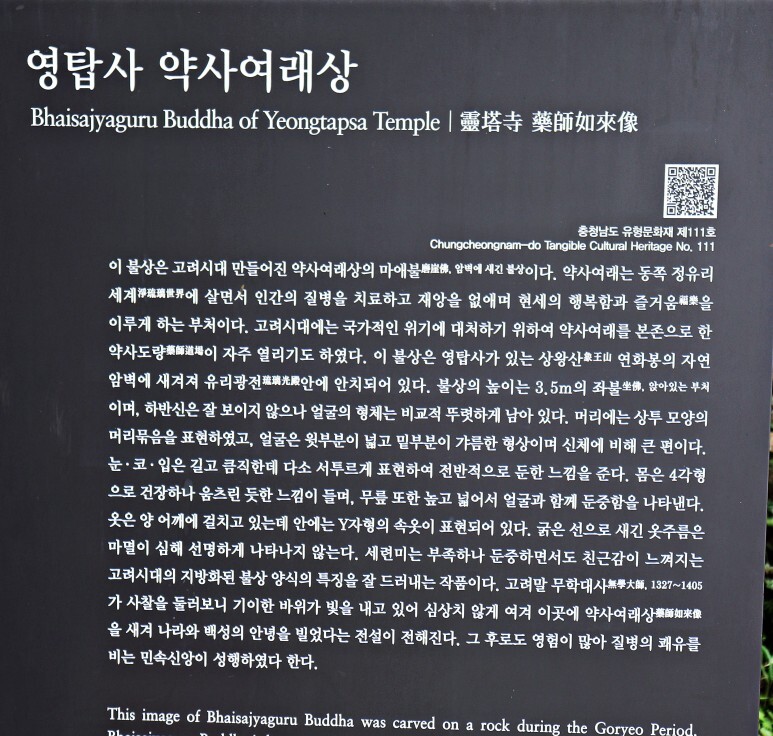 영탑사 약사여래상
Bhaisajyaguru Buddha of Yeongtapsa Temple | 靈塔寺 藥師如來像
충청남도 유형문화재 제111호
Chungcheongnam-do Tangible Cultural Heritage No. 111
이 불상은 고려시대 만들어진 약사여래상의 마애불磨崖佛, 암벽에 새긴 불상이다. 약사여래는 동쪽 정유리
세계淨琉璃世界에 살면서 인간의 질병을 치료하고 재앙을 없애며 현세의 행복함과 즐거움福樂을
이루게 하는 부처이다. 고려시대에는 국가적인 위기에 대처하기 위하여 약사여래를 본존으로 한
약사도량藥師道場이 자주 열리기도 하였다. 이 불상은 영탑사가 있는 상왕산象王山 연화봉의 자연
암벽에 새겨져 유리광전琉璃光殿안에 안치되어 있다. 불상의 높이는 3.5m의 좌불坐佛, 앉아있는 부처
이며, 하반신은 잘 보이지 않으나 얼굴의 형체는 비교적 뚜렷하게 남아 있다. 머리에는 상투 모양의
머리묶음을 표현하였고, 얼굴은 윗부분이 넓고 밑부분이 갸름한 형상이며 신체에 비해 큰 편이다.
눈·코·입은 길고 큼직한데 다소 서투르게 표현하여 전반적으로 둔한 느낌을 준다. 몸은 4각형
으로 건장하나 움츠린 듯한 느낌이 들며, 무릎 또한 높고 넓어서 얼굴과 함께 둔중함을 나타낸다.
옷은 양 어깨에 걸치고 있는데 안에는 Y자형의 속옷이 표현되어 있다. 굵은 선으로 새긴 옷주름은
마멸이 심해 선명하게 나타나지 않는다. 세련미는 부족하나 둔중하면서도 친근감이 느껴지는
고려시대의 지방화된 불상 양식의 특징을 잘 드러내는 작품이다. 고려말 무학대사無學大師, 1327~1405
가 사찰을 둘러보니 기이한 바위가 빛을 내고 있어 심상치 않게 여겨 이곳에 약사여래상藥師如來像
을 새겨 나라와 백성의 안녕을 빌었다는 전설이 전해진다. 그 후로도 영험이 많아 질병의 쾌유를
비는 민속신앙이 성행하였다 한다.
This image of Bhaisajyaguru Buddha was carved on a rock during the Goryeo Period.